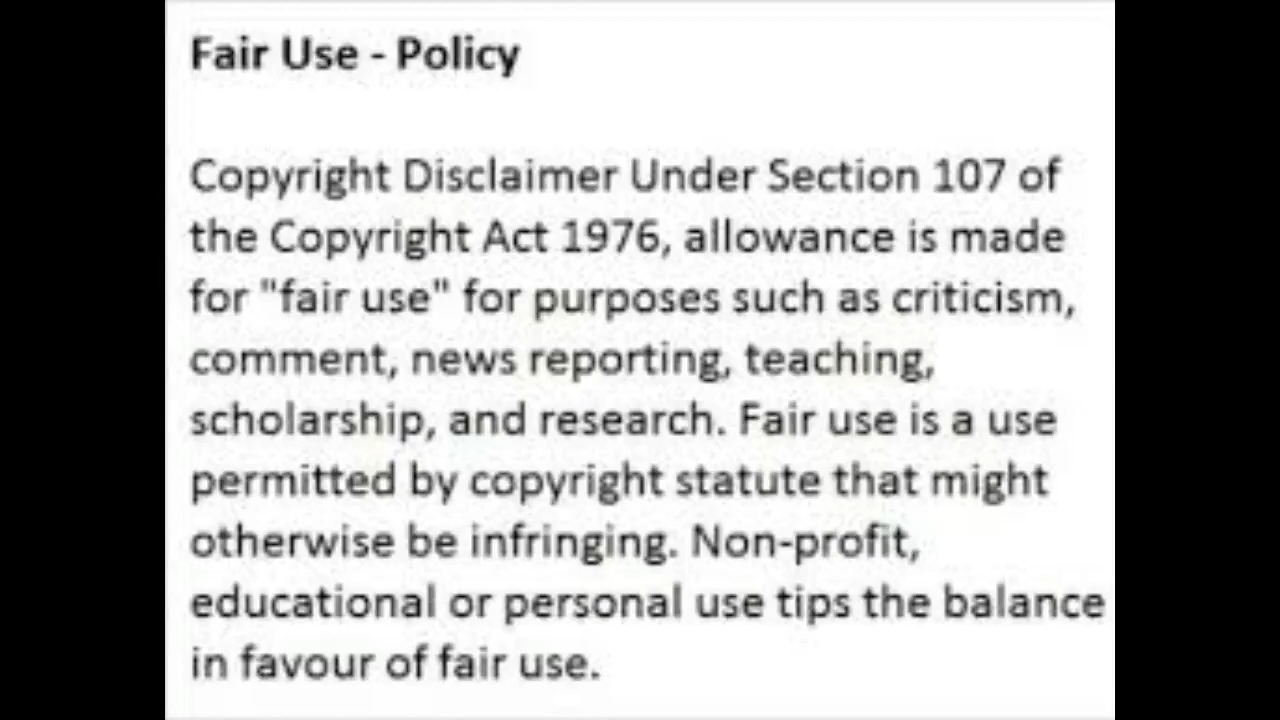 Fair Use - Policy
Copyright Disclaimer Under Section 107 of
the Copyright Act 1976, allowance is made
for "fair use" for purposes such as criticism,
comment, news reporting, teaching,
scholarship, and research. Fair use is a use
permitted by copyright statute that might
otherwise be infringing. Non-profit,
educational or personal use tips the balance
in favour of fair use.